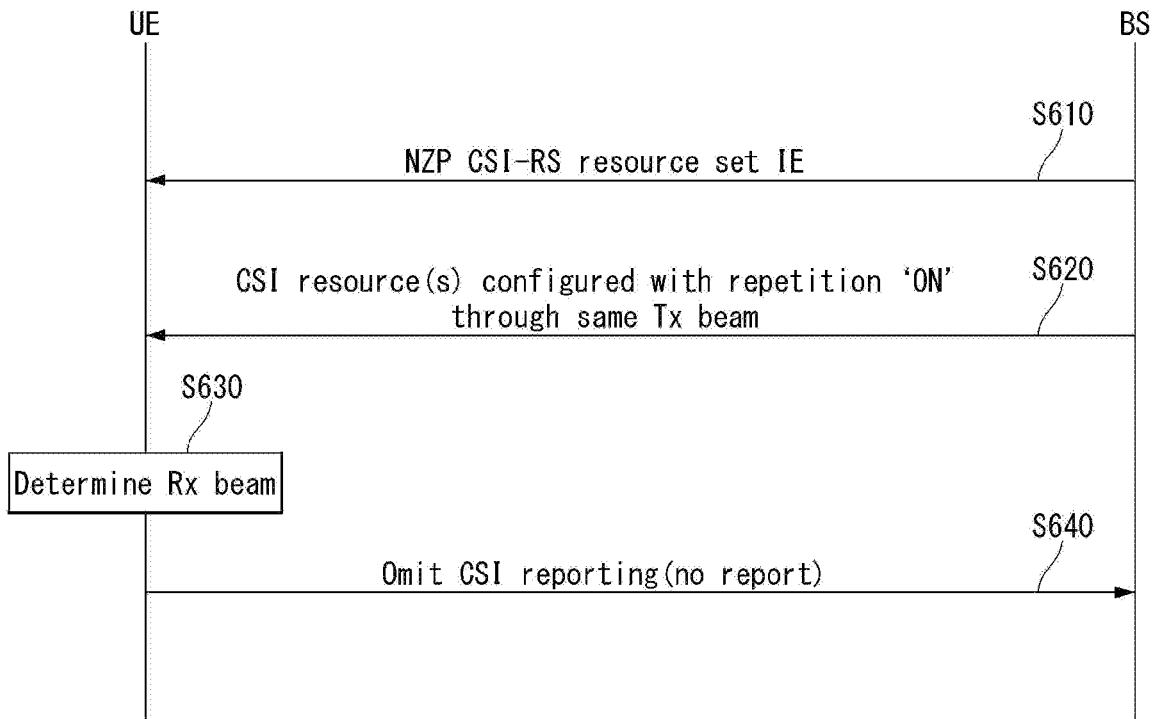 UE
BS
S610
NZP CSI-RS resource set IE
CSI resource(s) configured with repetition ‘ON’
through same Tx beam
S620
S630
Determine Rx beam
S640
Omit CSI reporting(no report)